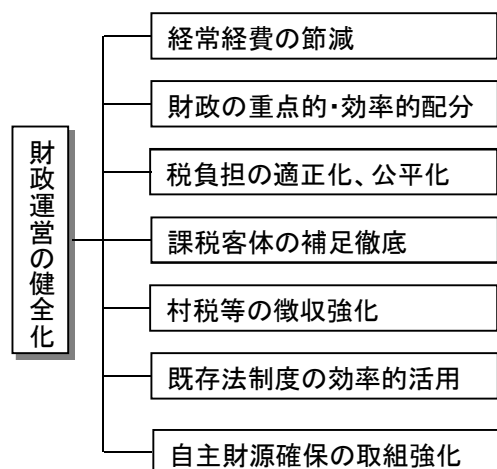 財政運営の健全化
経常経費の節減
財政の重点的･効率的配分
税負担の適正化、公平化
課税客体の補足徹底
村税等の徴収強化
既存法制度の効率的活用
自主財源確保の取組強化